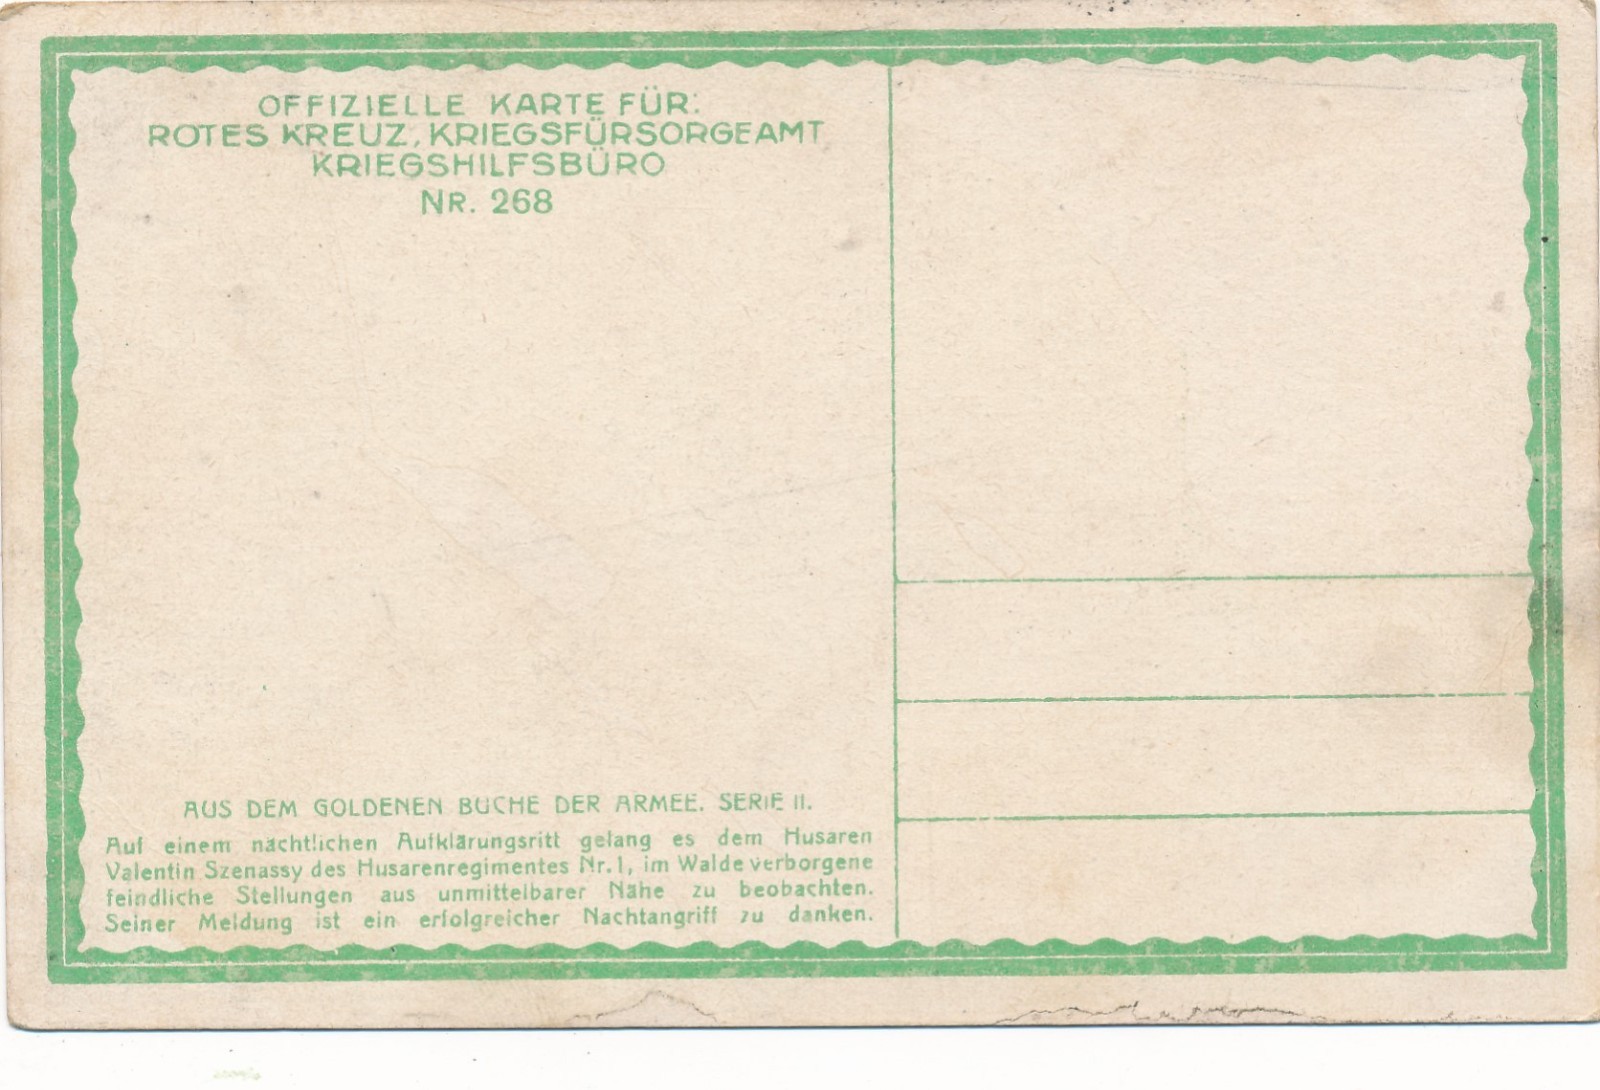 OFFIZIELLE KARTE FÜR:
ROTES KREUZ, KRIEGSFÜRSORGEAMT
KRIEGSHILFSBÜRO
NR. 268
AUS DEM GOLDENEN BUCHE DER ARMEE. SERIE II.
Auf einem nächtlichen Aufklärungsritt gelang es dem Husaren
Valentin Szenassy des Husarenregimentes Nr. 1, im Walde verborgene
feindliche Stellungen aus unmittelbarer Nähe zu beobachten.
Seiner Meldung ist ein erfolgreicher Nachtangriff zu danken.